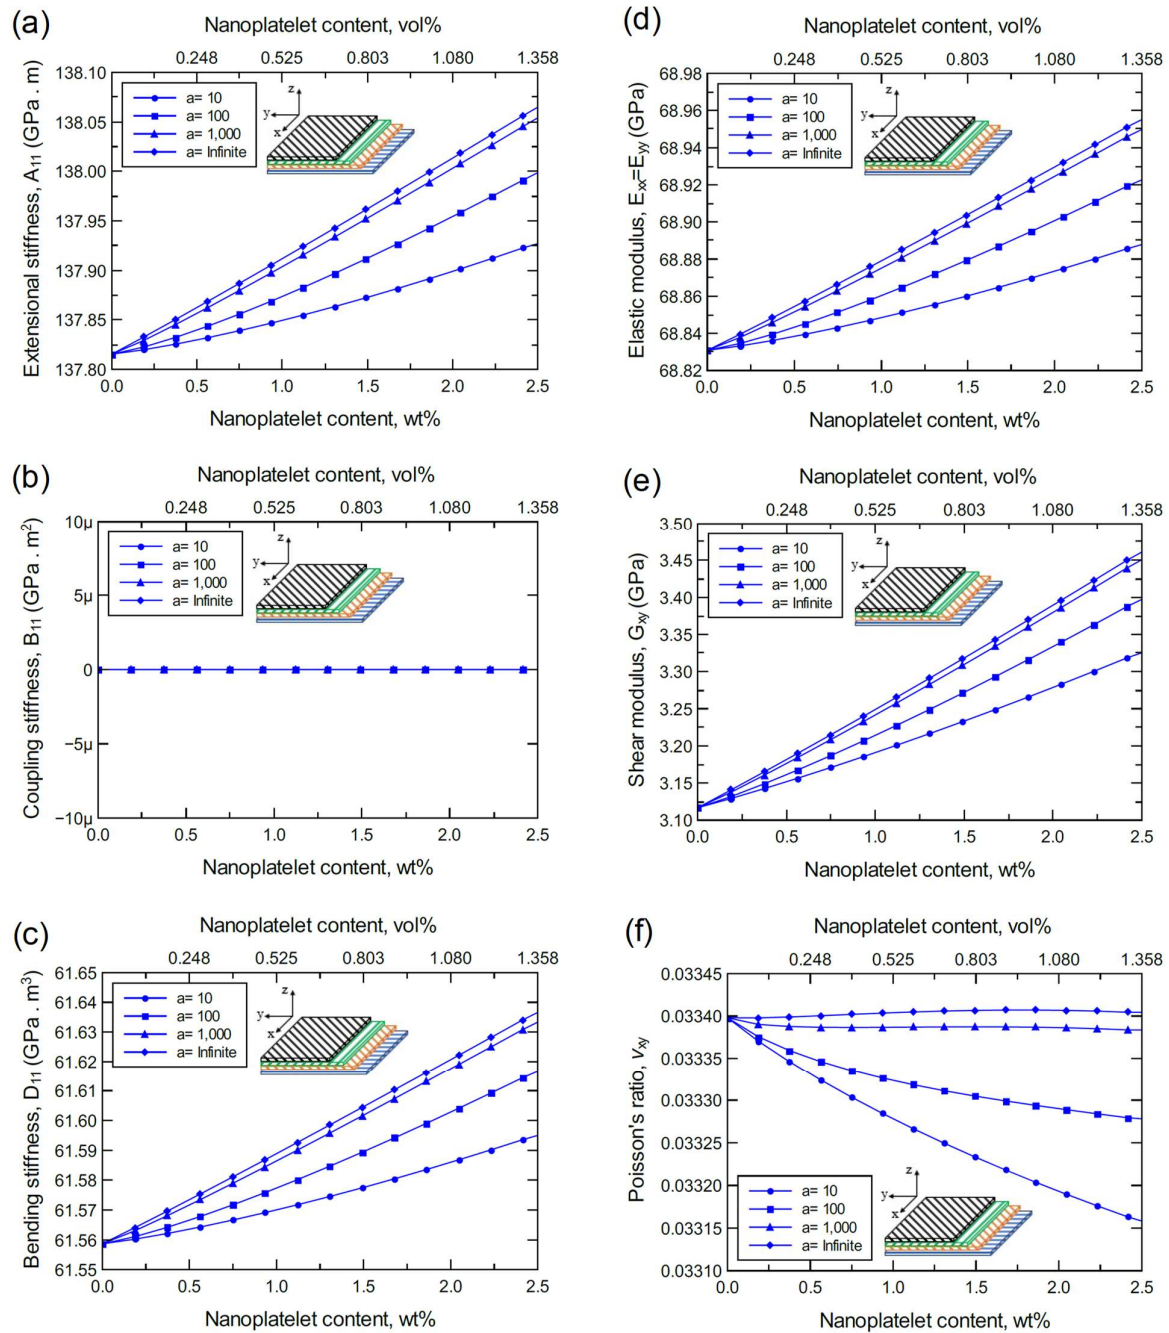 (a)
Nanoplatelet content, vol%
0.248 0.525 0.803 1.080 1.358
138.10
138.05
138.00
137.95
137.90
137.85
137.80
Extensional stiffness, A11 (GPa . m)
a= 10
a= 100
a= 1,000
a= Infinite
z
y
x
0.0 0.5 1.0 1.5 2.0 2.5
Nanoplatelet content, wt%
(b)
Nanoplatelet content, vol%
0.248 0.525 0.803 1.080 1.358
10µ
5µ
0
−5µ
−10µ
Coupling stiffness, B11 (GPa . m²)
a= 10
a= 100
a= 1,000
a= Infinite
z
y
x
0.0 0.5 1.0 1.5 2.0 2.5
Nanoplatelet content, wt%
(c)
Nanoplatelet content, vol%
0.248 0.525 0.803 1.080 1.358
61.65
61.64
61.63
61.62
61.61
61.60
61.59
61.58
61.57
61.56
61.55
Bending stiffness, D11 (GPa . m³)
a= 10
a= 100
a= 1,000
a= Infinite
z
y
x
0.0 0.5 1.0 1.5 2.0 2.5
Nanoplatelet content, wt%
(d)
Nanoplatelet content, vol%
0.248 0.525 0.803 1.080 1.358
68.98
68.96
68.94
68.92
68.90
68.88
68.86
68.84
68.82
Elastic modulus, Exx=Eyy (GPa)
a= 10
a= 100
a= 1,000
a= Infinite
z
y
x
0.0 0.5 1.0 1.5 2.0 2.5
Nanoplatelet content, wt%
(e)
Nanoplatelet content, vol%
0.248 0.525 0.803 1.080 1.358
3.50
3.45
3.40
3.35
3.30
3.25
3.20
3.15
3.10
Shear modulus, Gxy (GPa)
a= 10
a= 100
a= 1,000
a= Infinite
z
y
x
0.0 0.5 1.0 1.5 2.0 2.5
Nanoplatelet content, wt%
(f)
Nanoplatelet content, vol%
0.248 0.525 0.803 1.080 1.358
0.03345
0.03340
0.03335
0.03330
0.03325
0.03320
0.03315
0.03310
Poisson's ratio, vxy
a= 10
a= 100
a= 1,000
a= Infinite
z
y
x
0.0 0.5 1.0 1.5 2.0 2.5
Nanoplatelet content, wt%